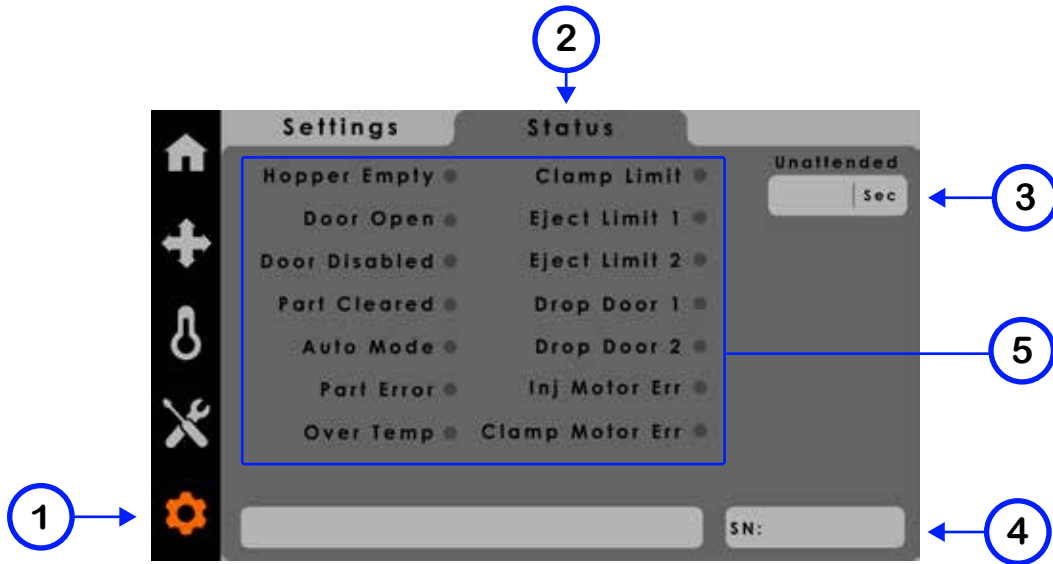 2
Settings
Status
Unattended
Sec
3
Hopper Empty
Clamp Limit
Door Open
Eject Limit 1
Door Disabled
Eject Limit 2
Part Cleared
Drop Door 1
Auto Mode
Drop Door 2
5
Part Error
Inj Motor Err
Over Temp
Clamp Motor Err
1
SN:
4